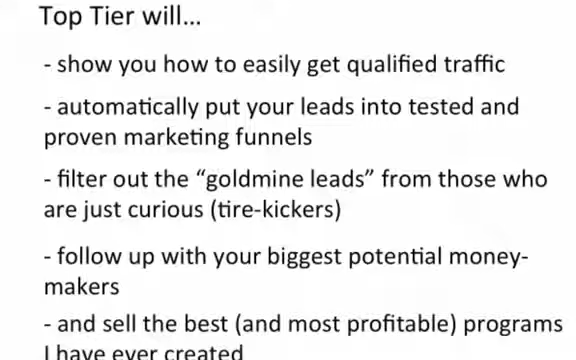 Top Tier will...
- show you how to easily get qualified traffic
- automatically put your leads into tested and
proven marketing funnels
- filter out the “goldmine leads” from those who
are just curious (tire-kickers)
- follow up with your biggest potential money-
makers
- and sell the best (and most profitable) programs
I have ever created